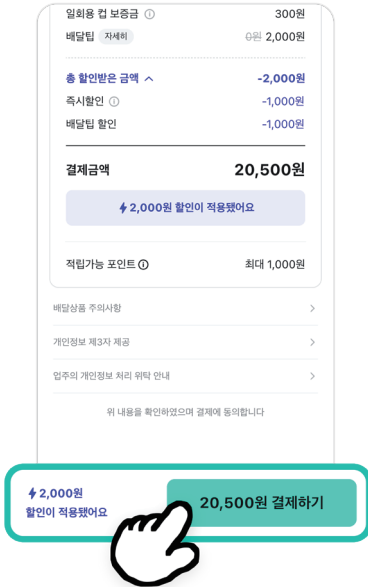 일회용 컵 보증금 300원
배달팁 자세히 0원 2,000원
총 할인받은 금액 -2,000원
즉시할인 -1,000원
배달팁 할인 -1,000원
결제금액 20,500원
2,000원 할인이 적용됐어요
적립가능 포인트 최대 1,000원
배달상품 주의사항
개인정보 제3자 제공
업주의 개인정보 처리 위탁 안내
위 내용을 확인하였으며 결제에 동의합니다
2,000원
할인이 적용됐어요
20,500원 결제하기